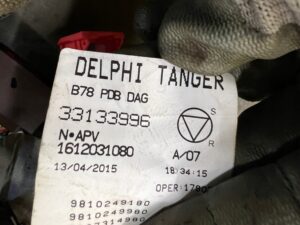 DELPHI TANGER
B78 PDB DAG
33133996
S
R
N•APV
A/07
1612031080
13/04/2015
18:34:15
OPER:1780
9810249180
9810249980